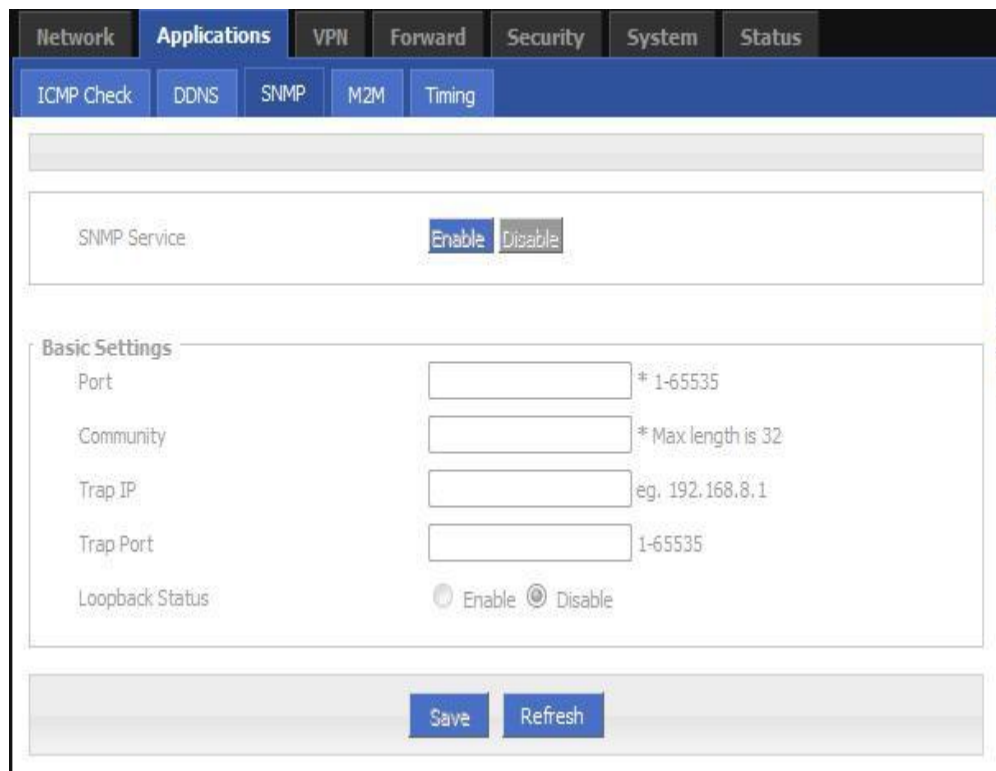 Network Applications VPN Forward Security System Status
ICMP Check DDNS SNMP M2M Timing
SNMP Service Enable Disable
Basic Settings
Port * 1-65535
Community * Max length is 32
Trap IP eg. 192.168.8.1
Trap Port 1-65535
Loopback Status Enable Disable
Save Refresh